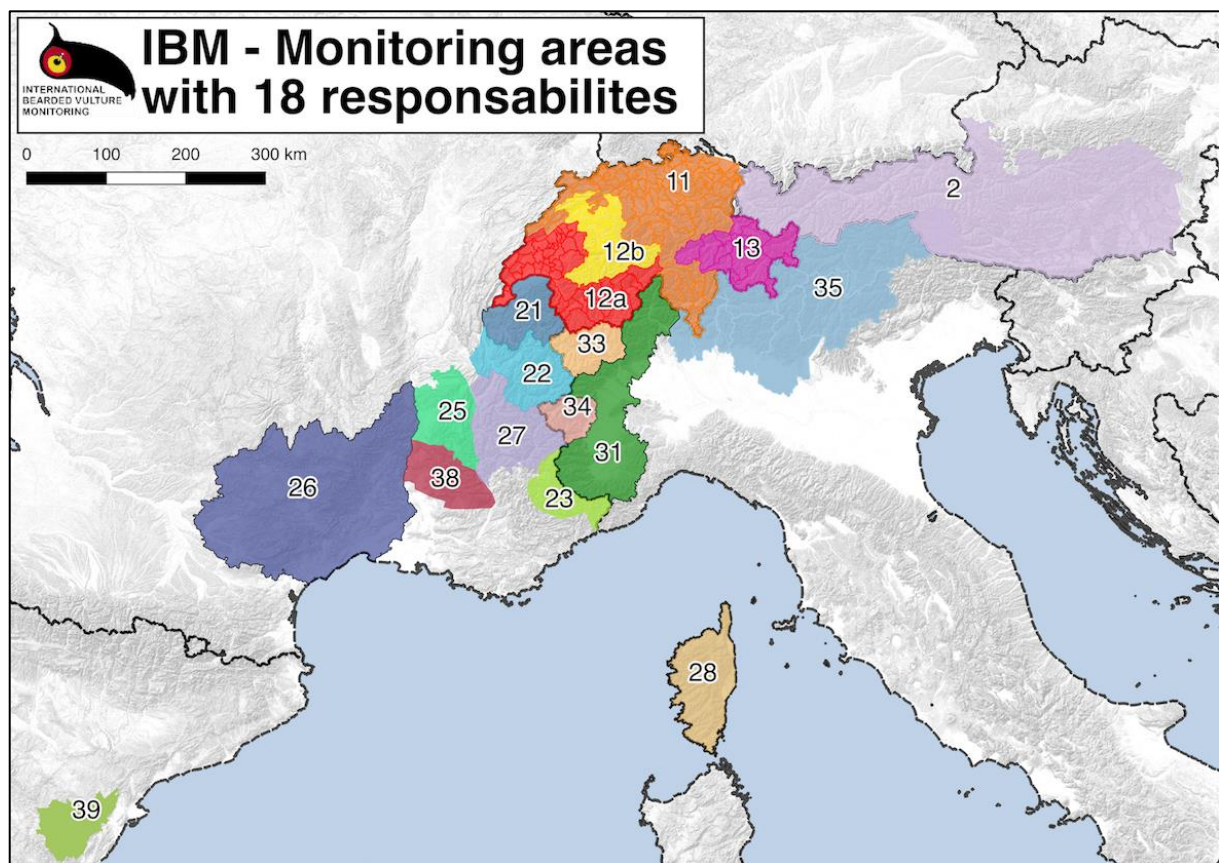 IBM - Monitoring areas
with 18 responsabilites
INTERNATIONAL
BEARDED VULTURE
MONITORING
0 100 200 300 km
11
2
12b
13
35
12a
21
33
22
25
34
27
31
26
38
23
28
39